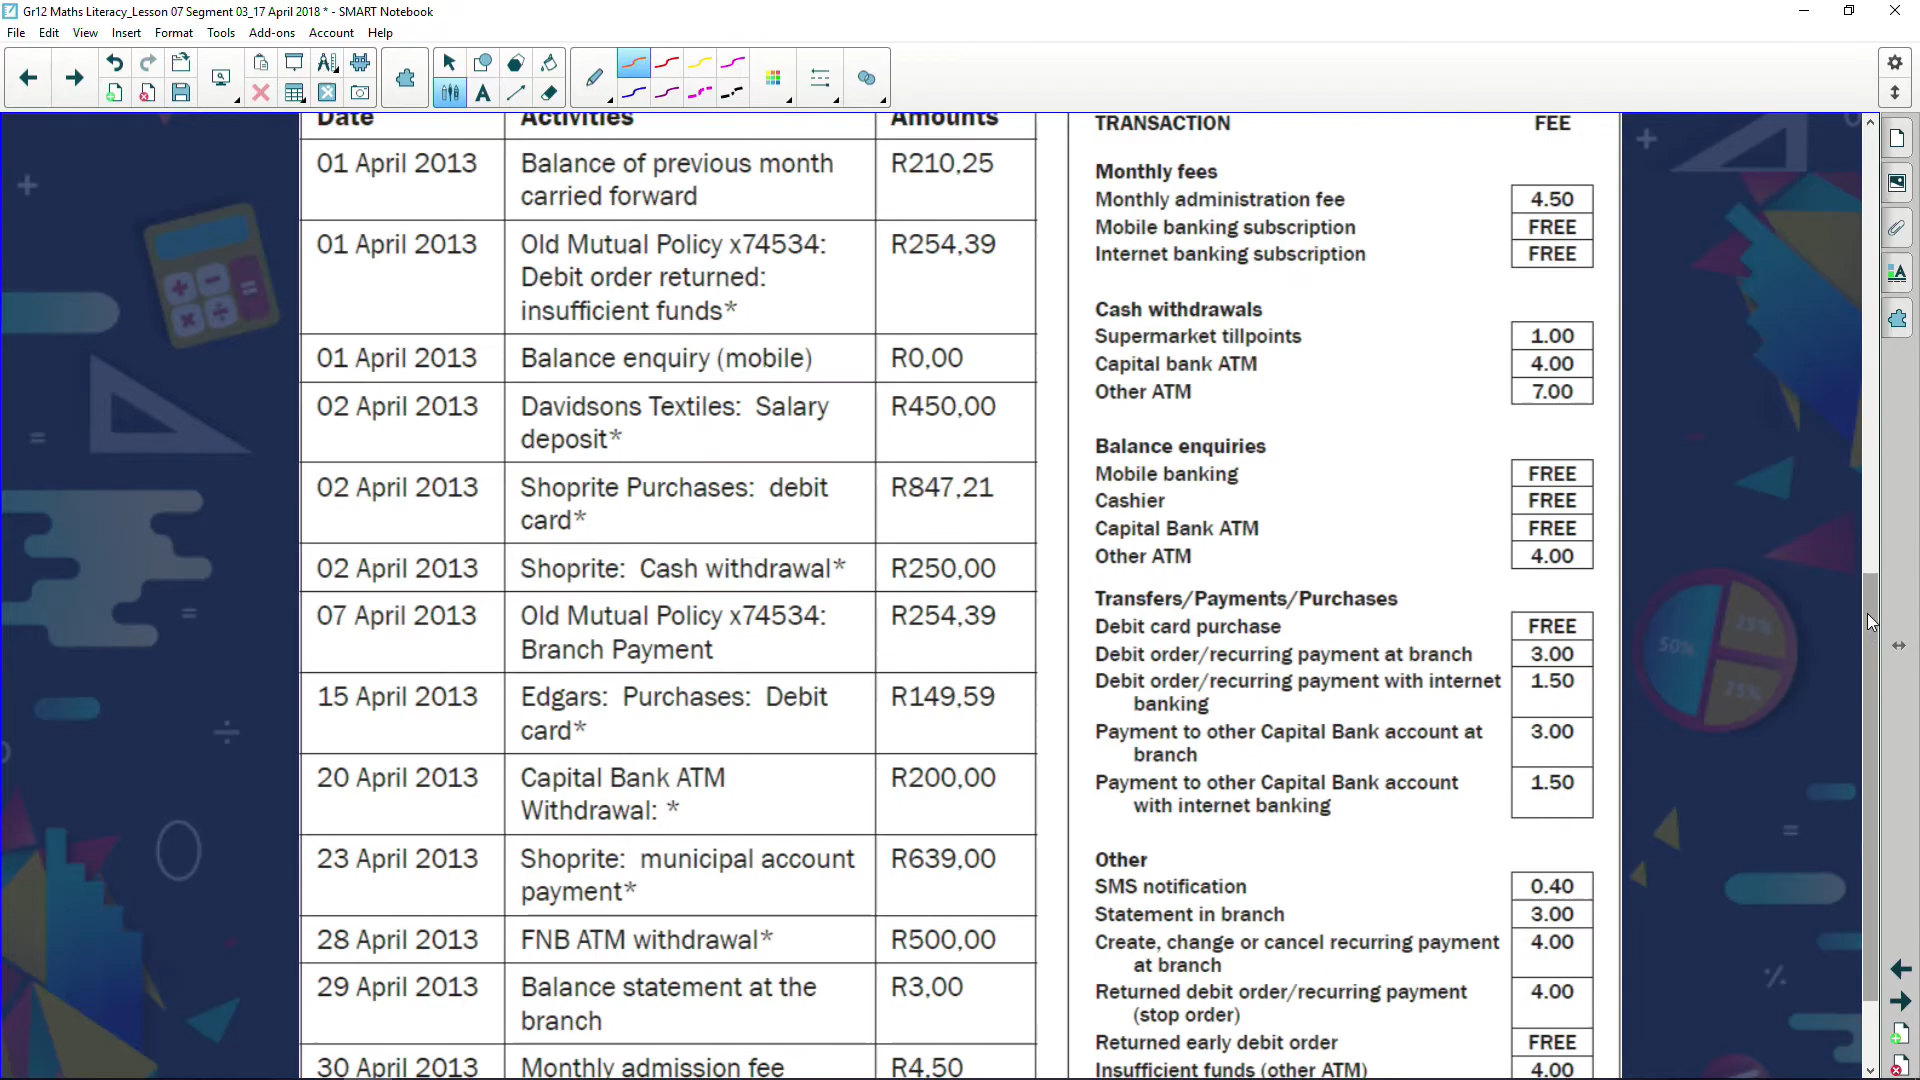 Gr12 Maths Literacy_Lesson 07 Segment 03_17 April 2018 * - SMART Notebook
File Edit View Insert Format Tools Add-ons Account Help
Date Activities Amounts
01 April 2013 Balance of previous month R210,25
carried forward
01 April 2013 Old Mutual Policy x74534: R254,39
Debit order returned:
insufficient funds*
01 April 2013 Balance enquiry (mobile) R0,00
02 April 2013 Davidsons Textiles: Salary R450,00
deposit*
02 April 2013 Shoprite Purchases: debit R847,21
card*
02 April 2013 Shoprite: Cash withdrawal* R250,00
07 April 2013 Old Mutual Policy x74534: R254,39
Branch Payment
15 April 2013 Edgars: Purchases: Debit R149,59
card*
20 April 2013 Capital Bank ATM R200,00
Withdrawal: *
23 April 2013 Shoprite: municipal account R639,00
payment*
28 April 2013 FNB ATM withdrawal* R500,00
29 April 2013 Balance statement at the R3,00
branch
30 April 2013 Monthly admission fee R4,50
TRANSACTION FEE
Monthly fees
Monthly administration fee 4.50
Mobile banking subscription FREE
Internet banking subscription FREE
Cash withdrawals
Supermarket tillpoints 1.00
Capital bank ATM 4.00
Other ATM 7.00
Balance enquiries
Mobile banking FREE
Cashier FREE
Capital Bank ATM FREE
Other ATM 4.00
Transfers/Payments/Purchases
Debit card purchase FREE
Debit order/recurring payment at branch 3.00
Debit order/recurring payment with internet 1.50
banking
Payment to other Capital Bank account at 3.00
branch
Payment to other Capital Bank account 1.50
with internet banking
Other
SMS notification 0.40
Statement in branch 3.00
Create, change or cancel recurring payment 4.00
at branch
Returned debit order/recurring payment 4.00
(stop order)
Returned early debit order FREE
Insufficient funds (other ATM) 4.00
50%
25%
25%